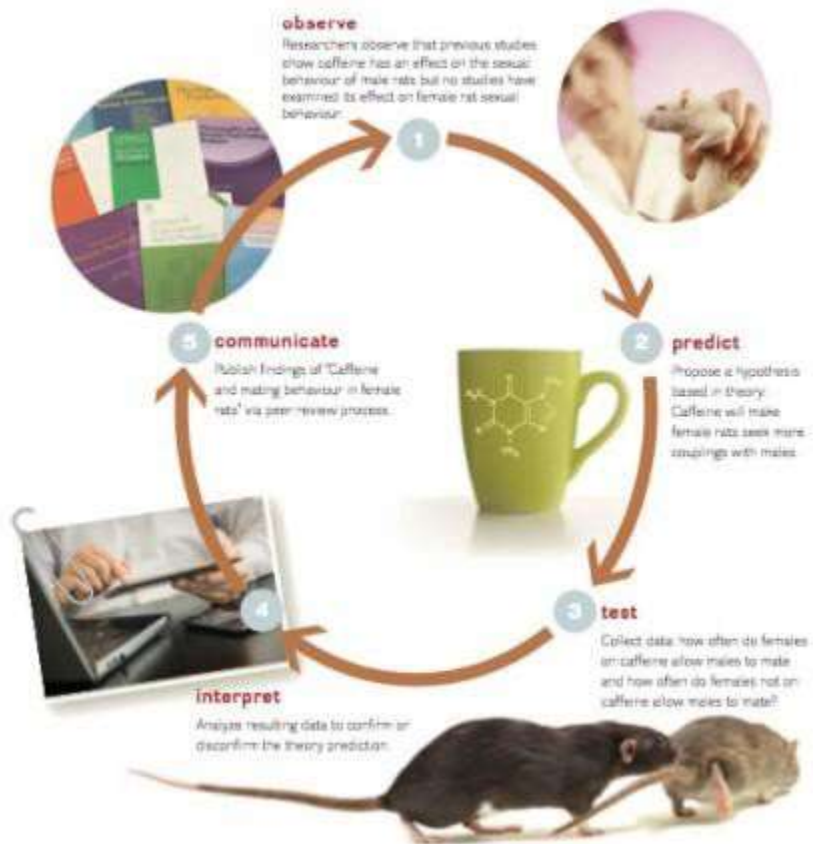 observe
Researchers observe that previous studies
show caffeine has an effect on the sexual
behaviour of male rats but no studies have
examined its effect on female rat sexual
behaviour.
1
2
predict
Propose a hypothesis
based in theory:
Caffeine will make
female rats seek more
couplings with males.
3
test
Collect data: how often do females
on caffeine allow males to mate
and how often do females not on
caffeine allow males to mate?
4
interpret
Analyze resulting data to confirm or
disconfirm the theory prediction.
5
communicate
Publish findings of "Caffeine
and mating behaviour in female
rats" via peer review process.